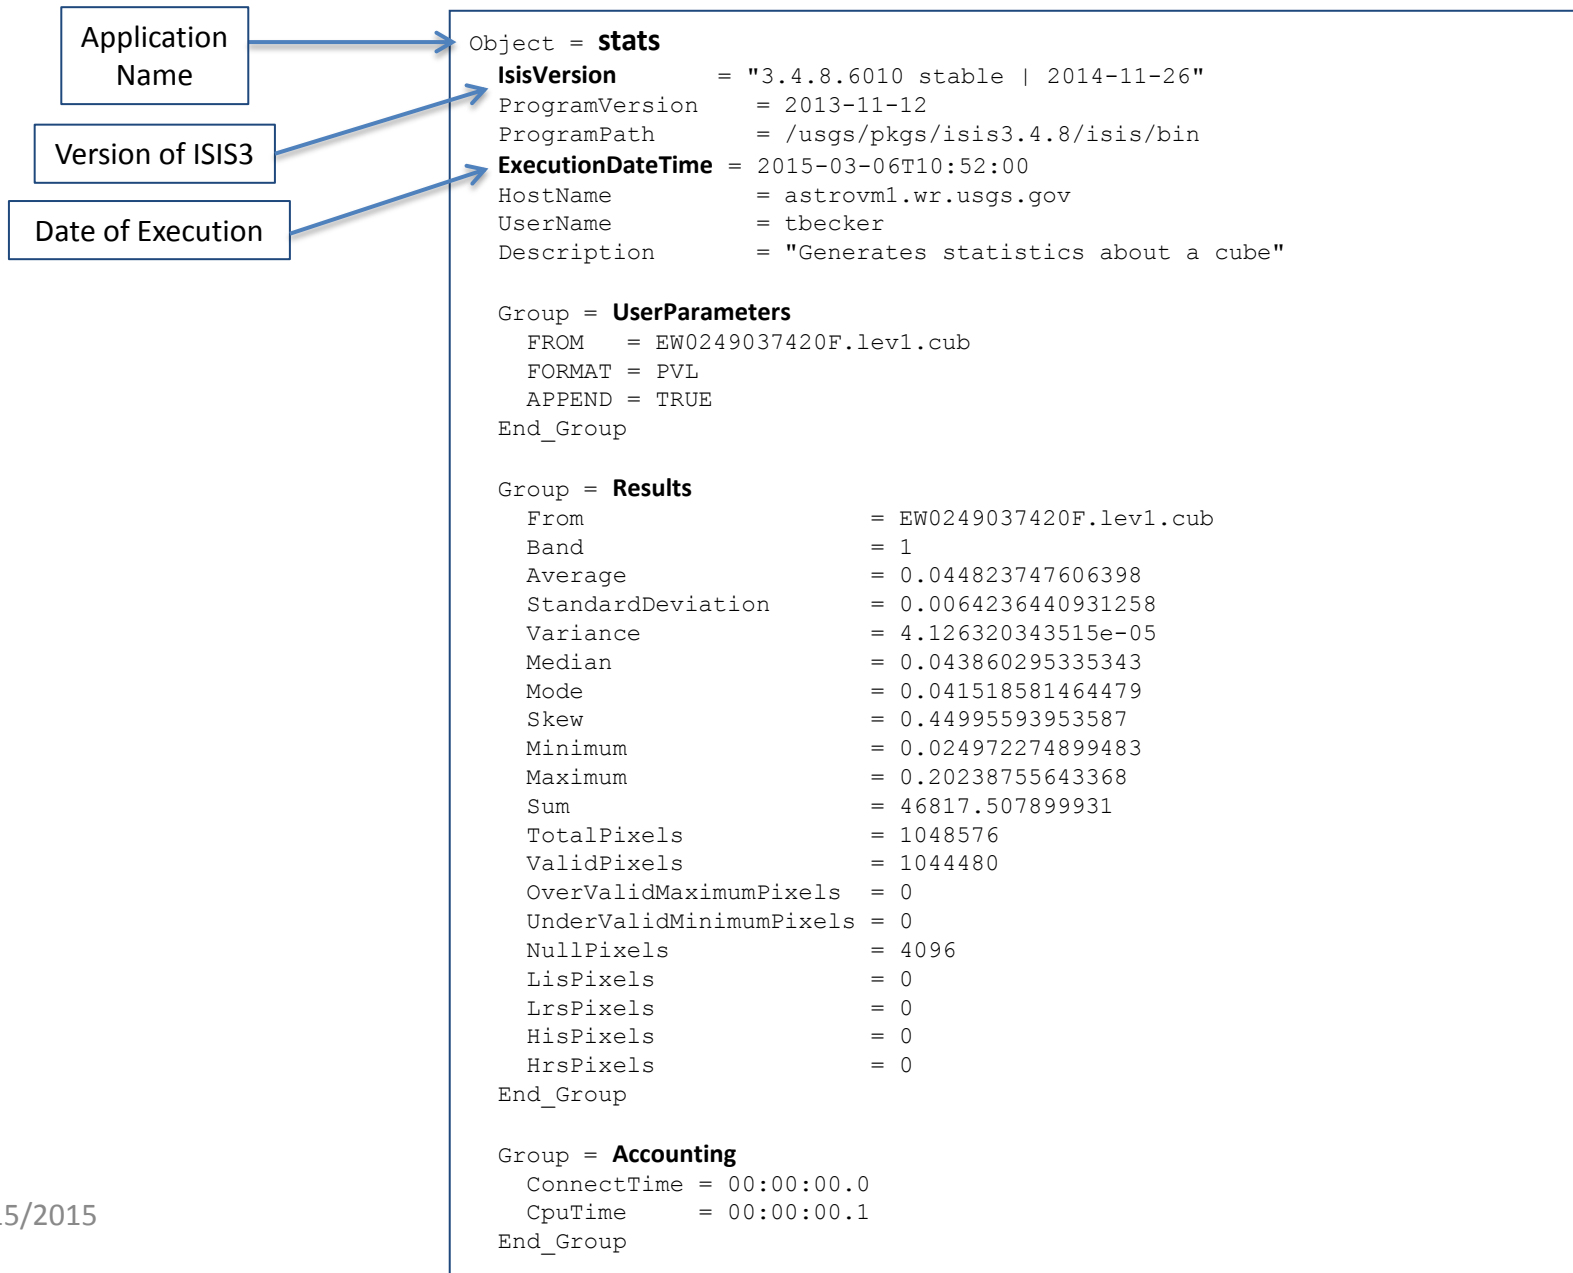 Application
Name
Version of ISIS3
Date of Execution
Object = stats
IsisVersion = "3.4.8.6010 stable | 2014-11-26"
ProgramVersion = 2013-11-12
ProgramPath = /usgs/pkgs/isis3.4.8/isis/bin
ExecutionDateTime = 2015-03-06T10:52:00
HostName = astrovm1.wr.usgs.gov
UserName = tbecker
Description = "Generates statistics about a cube"
Group = UserParameters
FROM = EW0249037420F.lev1.cub
FORMAT = PVL
APPEND = TRUE
End_Group
Group = Results
From = EW0249037420F.lev1.cub
Band = 1
Average = 0.044823747606398
StandardDeviation = 0.0064236440931258
Variance = 4.126320343515e-05
Median = 0.043860295335343
Mode = 0.041518581464479
Skew = 0.44995593953587
Minimum = 0.024972274899483
Maximum = 0.20238755643368
Sum = 46817.507899931
TotalPixels = 1048576
ValidPixels = 1044480
OverValidMaximumPixels = 0
UnderValidMinimumPixels = 0
NullPixels = 4096
LisPixels = 0
LrsPixels = 0
HisPixels = 0
HrsPixels = 0
End_Group
Group = Accounting
ConnectTime = 00:00:00.0
CpuTime = 00:00:00.1
End_Group
5/2015